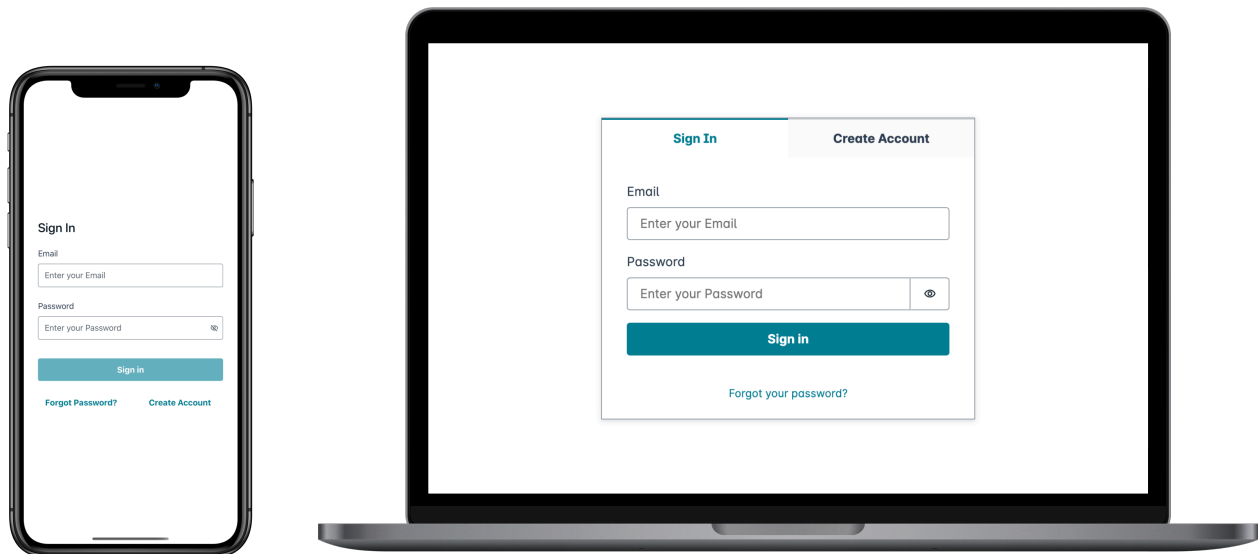 Sign In
Email
Enter your Email
Password
Enter your Password
Sign in
Forgot Password? Create Account
Sign In Create Account
Email
Enter your Email
Password
Enter your Password
Sign in
Forgot your password?